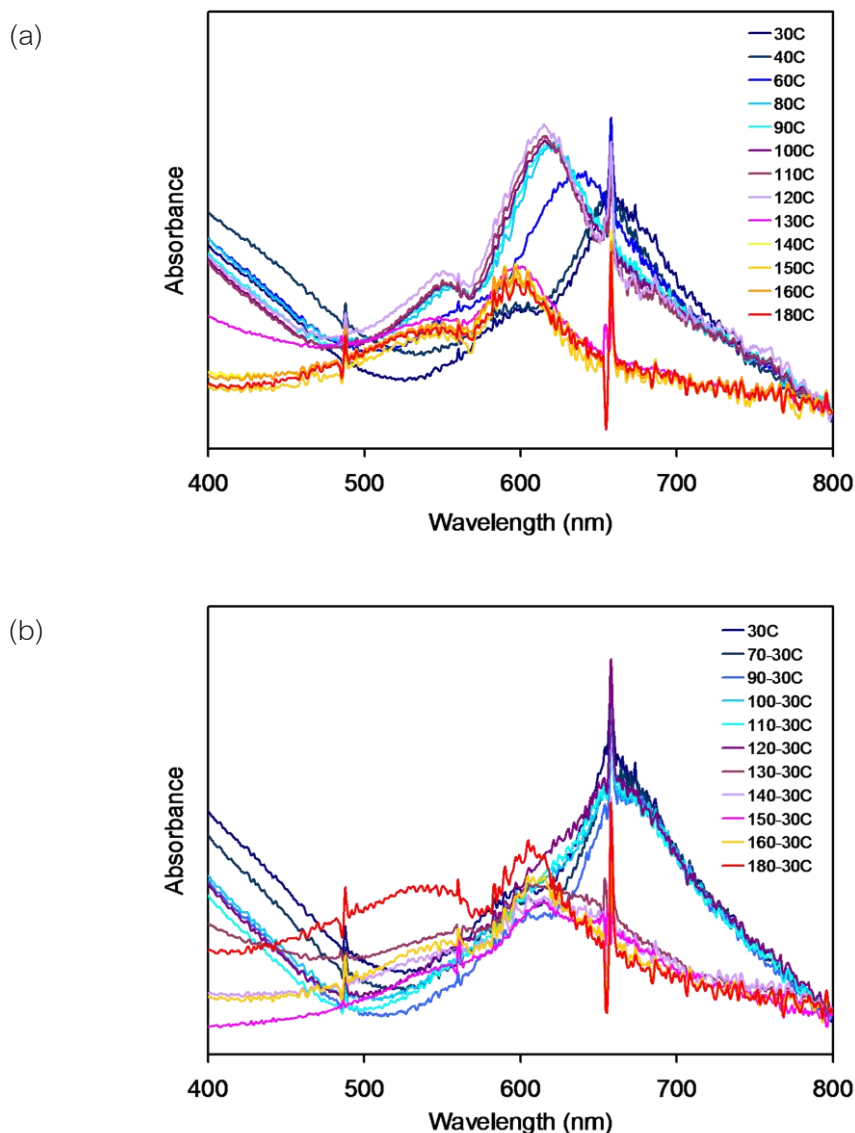 (a)
30C
40C
60C
80C
90C
100C
110C
120C
130C
140C
150C
160C
180C
Absorbance
400 500 600 700 800
Wavelength (nm)
(b)
30C
70-30C
90-30C
100-30C
110-30C
120-30C
130-30C
140-30C
150-30C
160-30C
180-30C
Absorbance
400 500 600 700 800
Wavelength (nm)